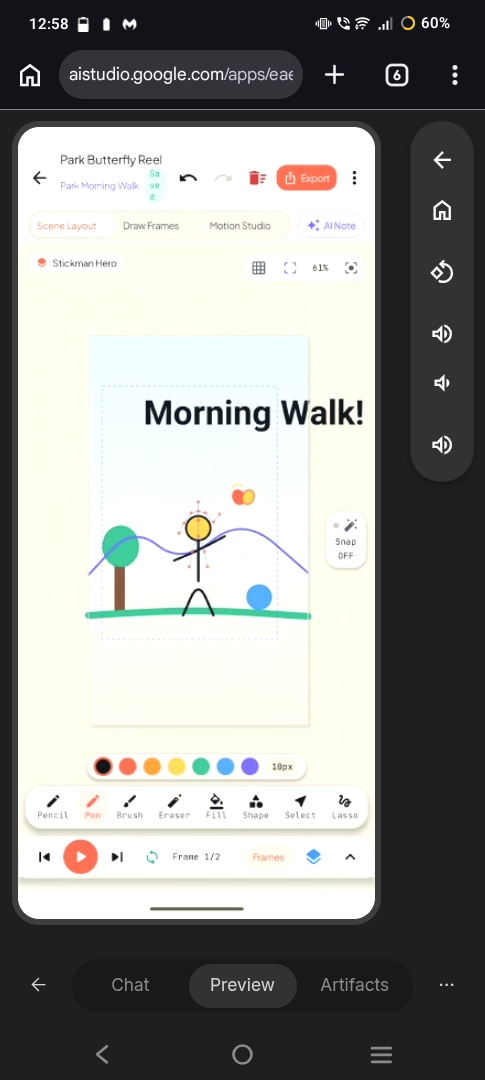 12:58
60%
aistudio.google.com/apps/eae
6
Park Butterfly Reel
Park Morning Walk
Sa
ve
d
Export
Scene Layout
Draw Frames
Motion Studio
AI Note
Stickman Hero
61%
Morning Walk!
Snap
OFF
10px
Pencil
Pen
Brush
Eraser
Fill
Shape
Select
Lasso
Frame 1/2
Frames
Chat
Preview
Artifacts